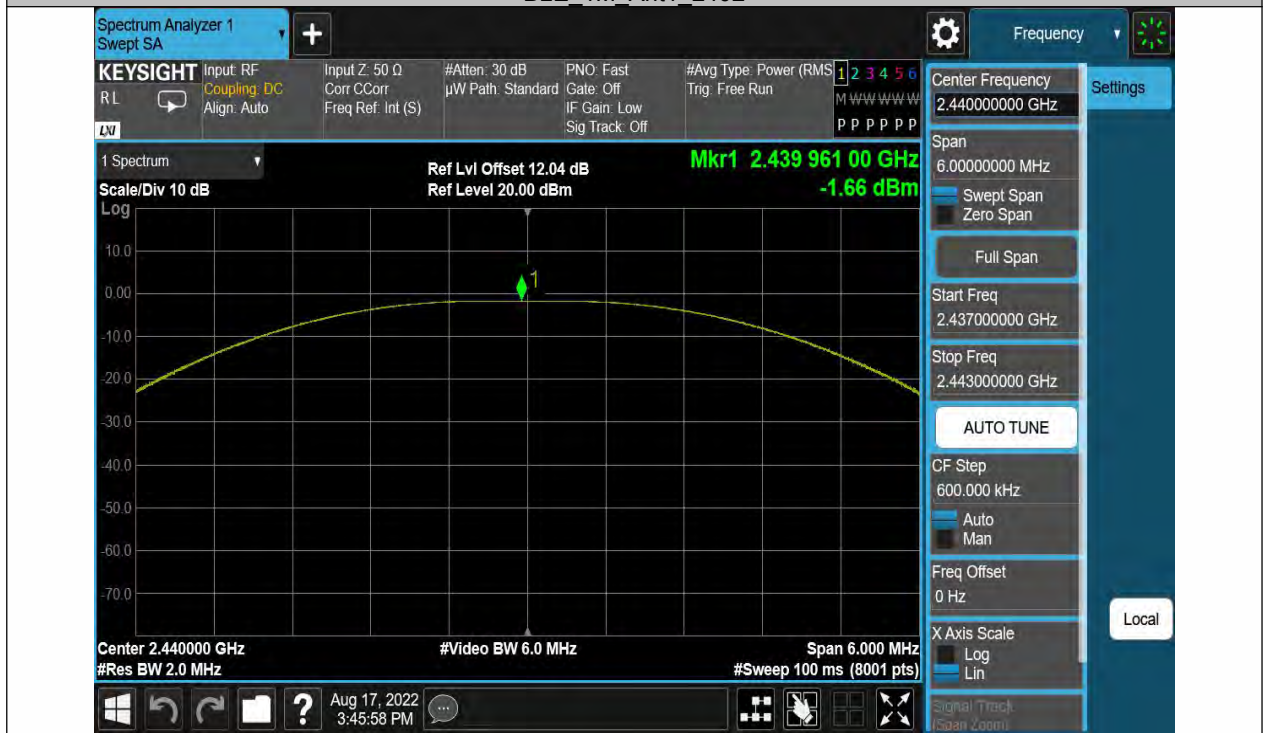 Spectrum Analyzer 1
Swept SA
+
Frequency
KEYSIGHT
RL
LXI
Input: RF
Coupling: DC
Align: Auto
Input Z: 50 Ω
Corr CCorr
Freq Ref: Int (S)
#Atten: 30 dB
µW Path: Standard
PNO: Fast
Gate: Off
IF Gain: Low
Sig Track: Off
#Avg Type: Power (RMS
Trig: Free Run
1 2 3 4 5 6
M W W W W W
P P P P P P
1 Spectrum
Scale/Div 10 dB
Log
Ref Lvl Offset 12.04 dB
Ref Level 20.00 dBm
Mkr1 2.439 961 00 GHz
-1.66 dBm
10.0
0.00
-10.0
-20.0
-30.0
-40.0
-50.0
-60.0
-70.0
1
Center 2.440000 GHz
#Res BW 2.0 MHz
#Video BW 6.0 MHz
Span 6.000 MHz
#Sweep 100 ms (8001 pts)
Center Frequency
2.440000000 GHz
Settings
Span
6.00000000 MHz
Swept Span
Zero Span
Full Span
Start Freq
2.437000000 GHz
Stop Freq
2.443000000 GHz
AUTO TUNE
CF Step
600.000 kHz
Auto
Man
Freq Offset
0 Hz
X Axis Scale
Log
Lin
Local
Signal Track
(Span Zoom)
?
Aug 17, 2022
3:45:58 PM